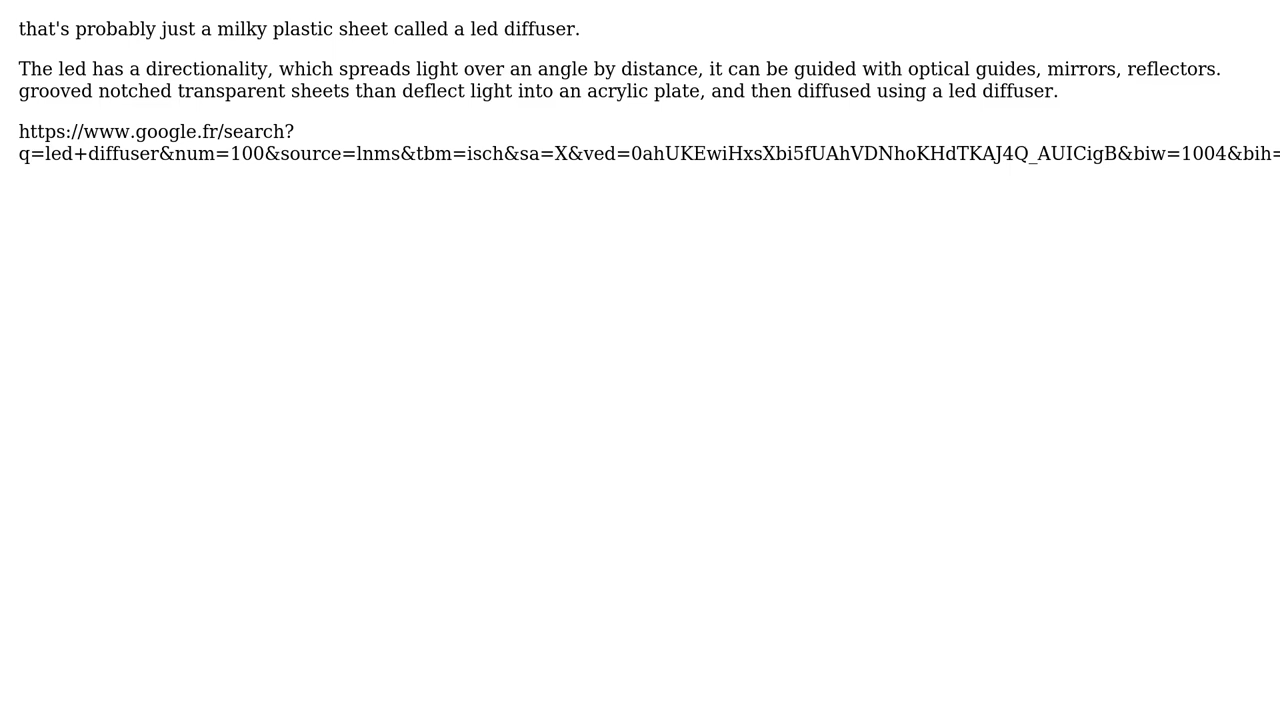 that's probably just a milky plastic sheet called a led diffuser.
The led has a directionality, which spreads light over an angle by distance, it can be guided with optical guides, mirrors, reflectors.
grooved notched transparent sheets than deflect light into an acrylic plate, and then diffused using a led diffuser.
https://www.google.fr/search?
q=led+diffuser&num=100&source=lnms&tbm=isch&sa=X&ved=0ahUKEwiHxsXbi5fUAhVDNhoKHdTKAJ4Q_AUICigB&biw=1004&bih=